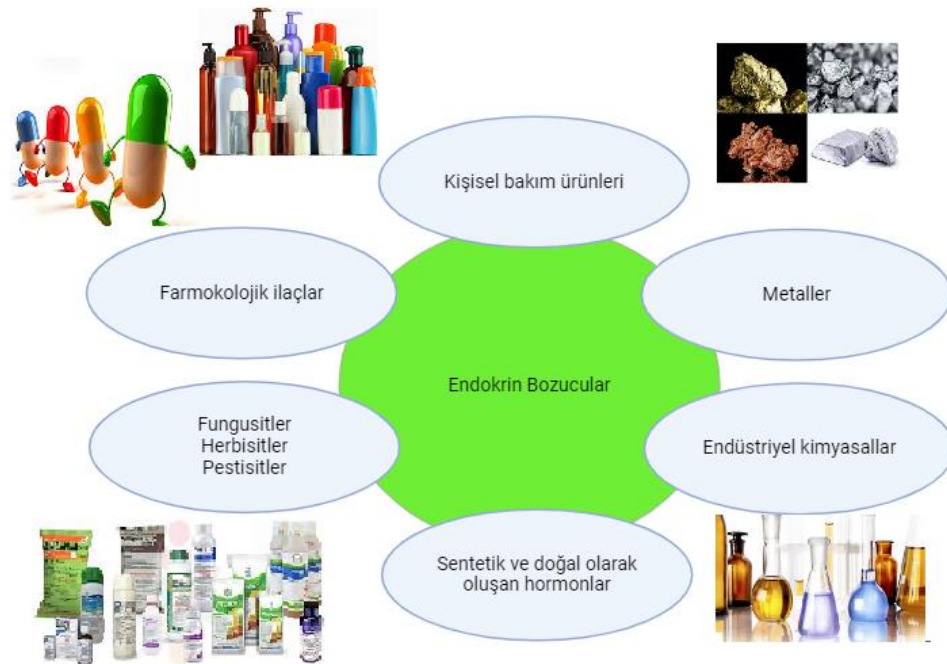 Kişisel bakım ürünleri
Farmokolojik ilaçlar
Metaller
Endokrin Bozucular
Fungusitler
Herbisitler
Pestisitler
Endüstriyel kimyasallar
Sentetik ve doğal olarak
oluşan hormonlar